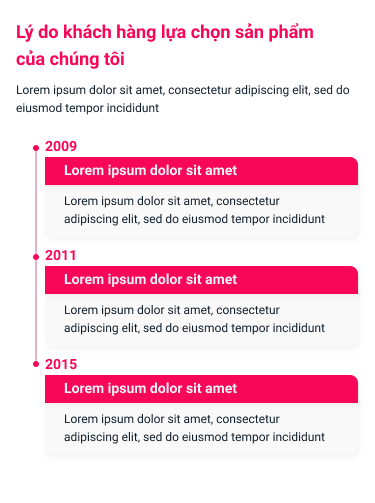 Lý do khách hàng lựa chọn sản phẩm
của chúng tôi
Lorem ipsum dolor sit amet, consectetur adipiscing elit, sed do
eiusmod tempor incididunt
2009
Lorem ipsum dolor sit amet
Lorem ipsum dolor sit amet, consectetur
adipiscing elit, sed do eiusmod tempor incididunt
2011
Lorem ipsum dolor sit amet
Lorem ipsum dolor sit amet, consectetur
adipiscing elit, sed do eiusmod tempor incididunt
2015
Lorem ipsum dolor sit amet
Lorem ipsum dolor sit amet, consectetur
adipiscing elit, sed do eiusmod tempor incididunt